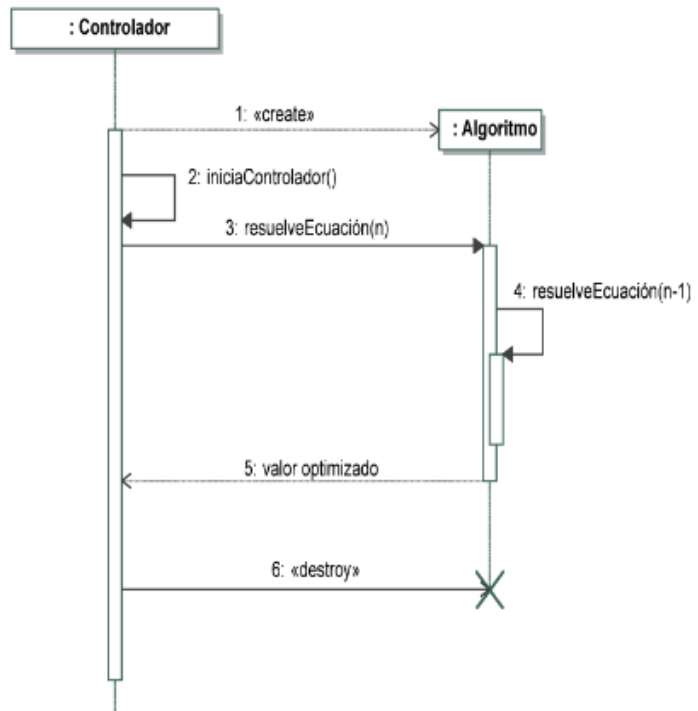 : Controlador
1: «create»
: Algoritmo
2: iniciaControlador()
3: resuelveEcuación(n)
4: resuelveEcuación(n-1)
5: valor optimizado
6: «destroy»